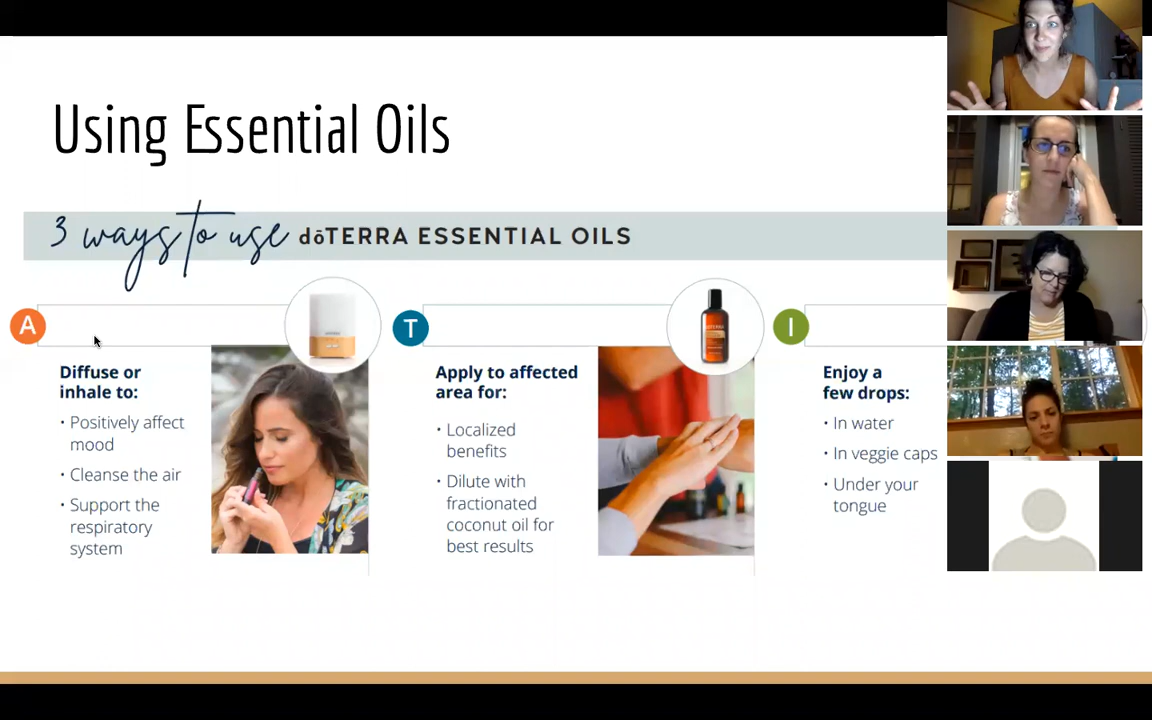 Using Essential Oils
3 ways to use dōTERRA ESSENTIAL OILS
A
Diffuse or
inhale to:
• Positively affect
mood
• Cleanse the air
• Support the
respiratory
system
T
Apply to affected
area for:
• Localized
benefits
• Dilute with
fractionated
coconut oil for
best results
I
Enjoy a
few drops:
• In water
• In veggie caps
• Under your
tongue